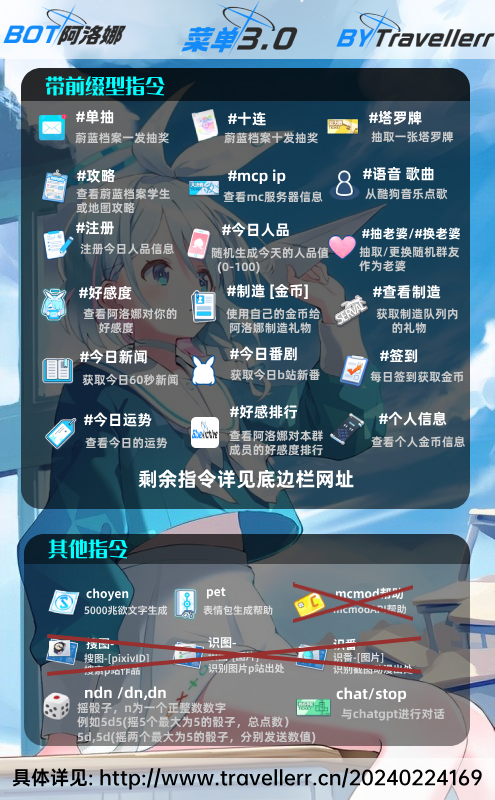 BOT阿洛娜 菜单3.0 BYTravellerr
带前缀型指令
#单抽
蔚蓝档案一发抽奖
#十连
蔚蓝档案十发抽奖
#塔罗牌
抽取一张塔罗牌
#攻略
查看蔚蓝档案学生
或地图攻略
#mcp ip
查看mc服务器信息
#语音 歌曲
从酷狗音乐点歌
#注册
注册今日人品信息
#今日人品
随机生成今天的人品值
(0-100)
#抽老婆/#换老婆
抽取/更换随机群友
作为老婆
#好感度
查看阿洛娜对你的
好感度
#制造 [金币]
使用自己的金币给
阿洛娜制造礼物
#查看制造
获取制造队列内
的礼物
#今日新闻
获取今日60秒新闻
#今日番剧
获取今日b站新番
#签到
每日签到获取金币
#今日运势
查看今日的运势
#好感排行
查看阿洛娜对本群
成员的好感度排行
#个人信息
查看个人金币信息
剩余指令详见底边栏网址
其他指令
choyen
5000兆欲文字生成
pet
表情包生成帮助
mcmod帮助
mcmodAPI帮助
搜图-
搜图-[pixivID]
搜索p站作品
识图-
识图-[图片]
识别图片p站出处
识番-
识番-[图片]
识别截图动漫出处
ndn /dn,dn
摇骰子，n为一个正整数数字
例如5d5(摇5个最大为5的骰子，总点数)
5d,5d(摇两个最大为5的骰子，分别发送数值)
chat/stop
与chatgpt进行对话
具体详见: http://www.travellerr.cn/20240224169